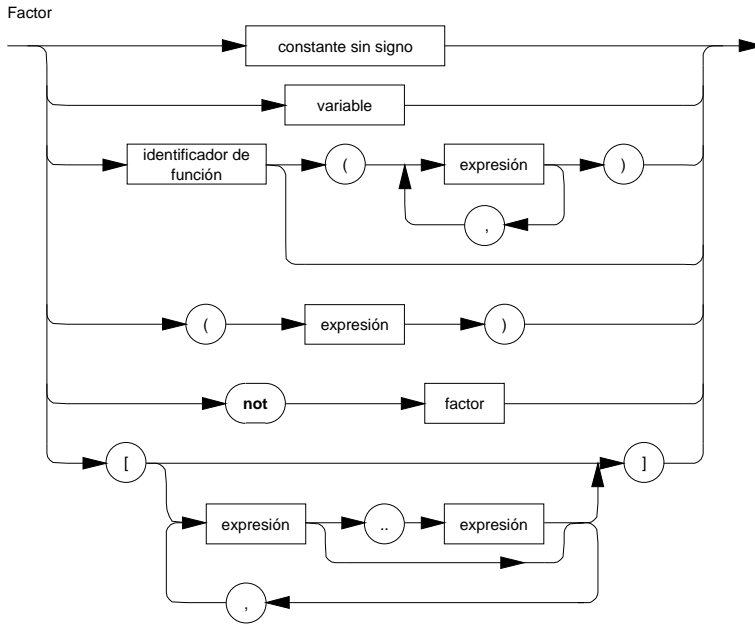 Factor
constante sin signo
variable
identificador de
función
( expresión )
,
( expresión )
not factor
[ ]
expresión .. expresión
,